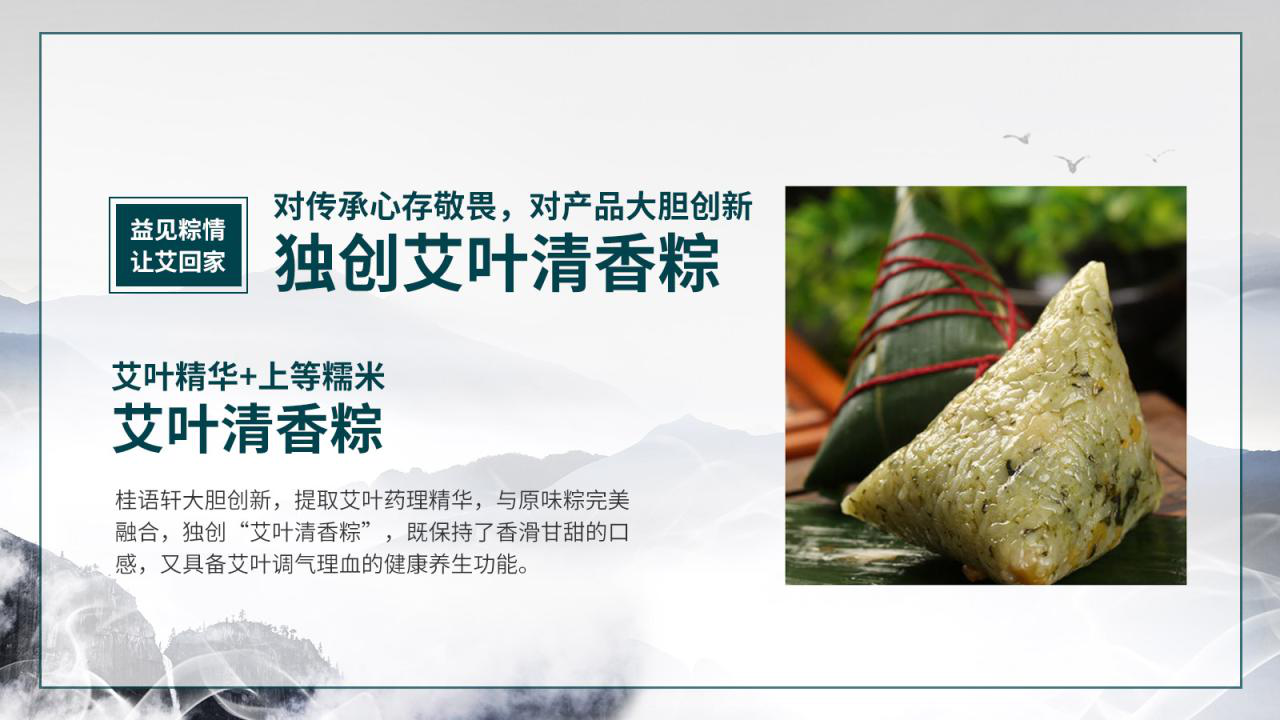 益见粽情
让艾回家
对传承心存敬畏，对产品大胆创新
独创艾叶清香粽
艾叶精华+上等糯米
艾叶清香粽
桂语轩大胆创新，提取艾叶药理精华，与原味粽完美
融合，独创“艾叶清香粽”，既保持了香滑甘甜的口
感，又具备艾叶调气理血的健康养生功能。